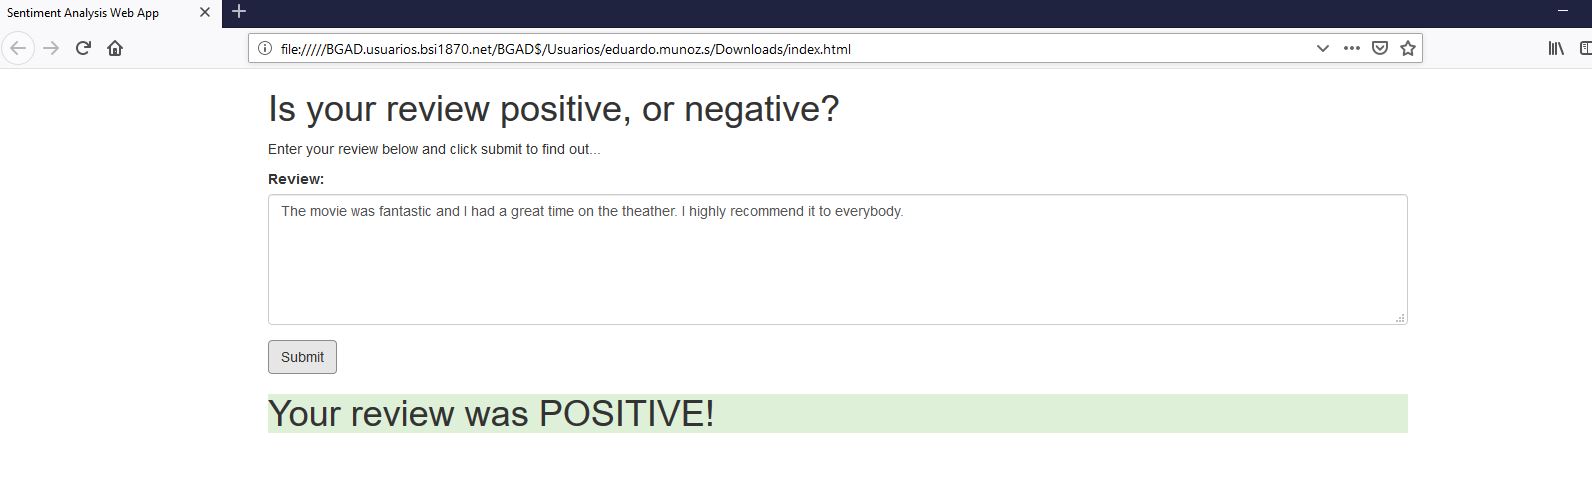 Sentiment Analysis Web App
file://///BGAD.usuarios.bsi1870.net/BGAD$/Usuarios/eduardo.munoz.s/Downloads/index.html
Is your review positive, or negative?
Enter your review below and click submit to find out...
Review:
The movie was fantastic and I had a great time on the theather. I highly recommend it to everybody.
Submit
Your review was POSITIVE!